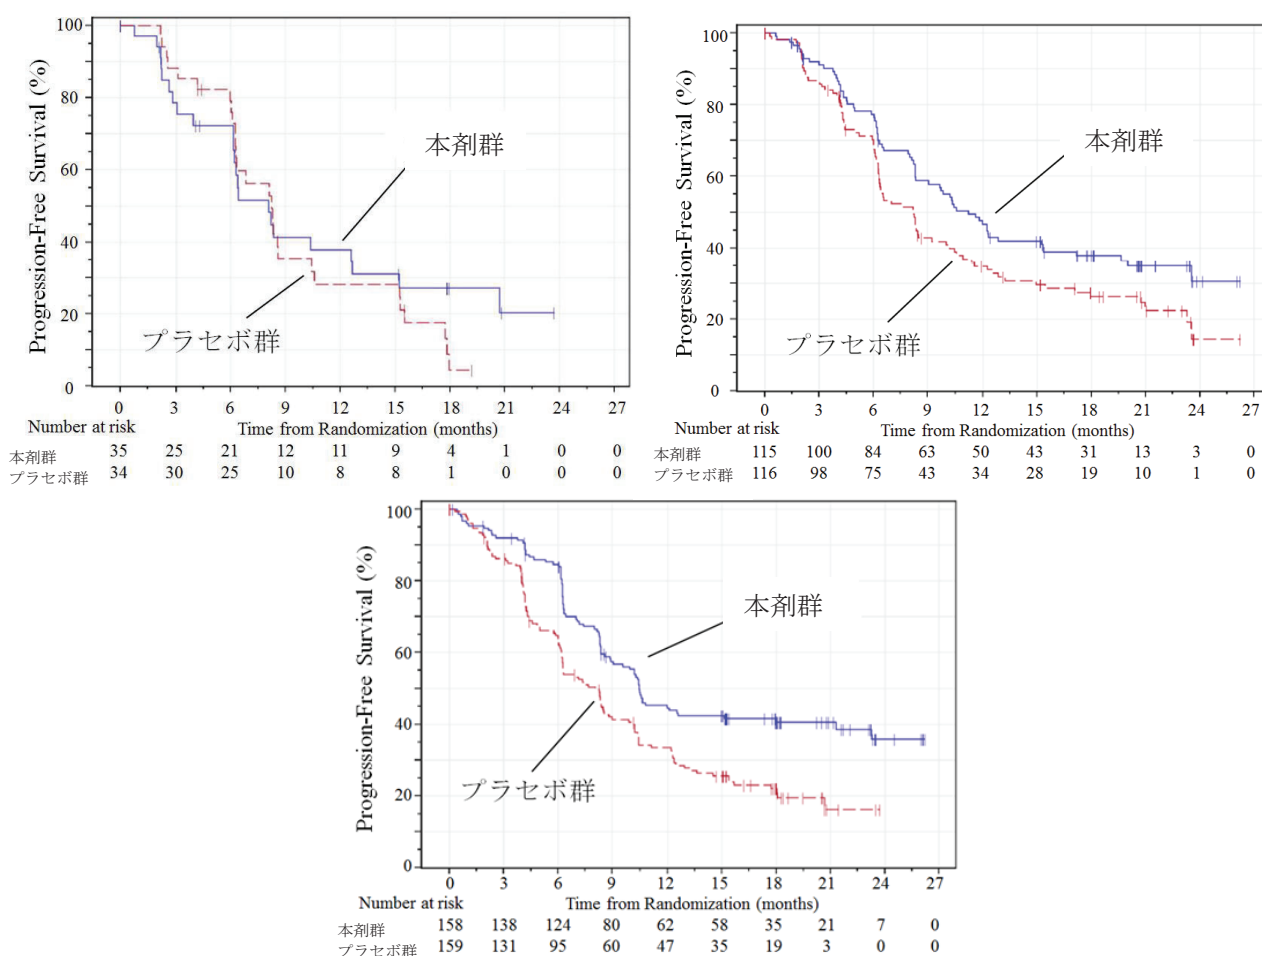 Progression-Free Survival (%)
100
80
60
40
20
0
本剤群
プラセボ群
0 3 6 9 12 15 18 21 24 27
Number at risk
Time from Randomization (months)
本剤群 35 25 21 12 11 9 4 1 0 0
プラセボ群 34 30 25 10 8 8 1 0 0 0
Progression-Free Survival (%)
100
80
60
40
20
0
本剤群
プラセボ群
0 3 6 9 12 15 18 21 24 27
Number at risk
Time from Randomization (months)
本剤群 115 100 84 63 50 43 31 13 3 0
プラセボ群 116 98 75 43 34 28 19 10 1 0
Progression-Free Survival (%)
100
80
60
40
20
0
本剤群
プラセボ群
0 3 6 9 12 15 18 21 24 27
Number at risk
Time from Randomization (months)
本剤群 158 138 124 80 62 58 35 21 7 0
プラセボ群 159 131 95 60 47 35 19 3 0 0